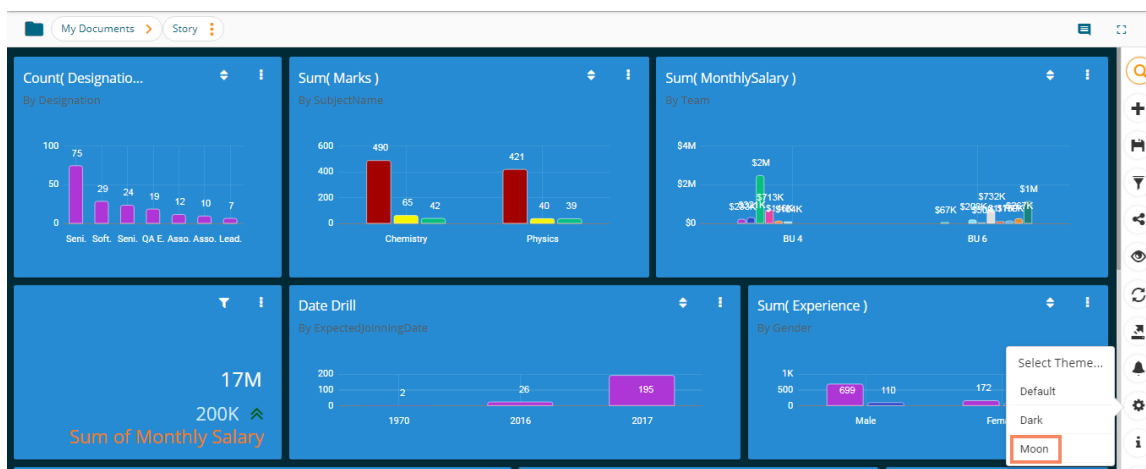 My Documents > Story
Count( Designatio...
By Designation
100
50
0
75
29
24
19
12
10
7
Seni. Soft. Seni. QA E. Asso. Asso. Lead.
Sum( Marks )
By SubjectName
600
400
200
0
490
65
42
421
40
39
Chemistry
Physics
Sum( MonthlySalary )
By Team
$4M
$2M
$0
$2M
$713K
$67K
$732K
$1M
BU 4
BU 6
17M
200K
Sum of Monthly Salary
Date Drill
By ExpectedJoinningDate
200
100
0
2
26
195
1970
2016
2017
Sum( Experience )
By Gender
1K
500
0
699
110
172
Male
Select Theme...
Default
Dark
Moon